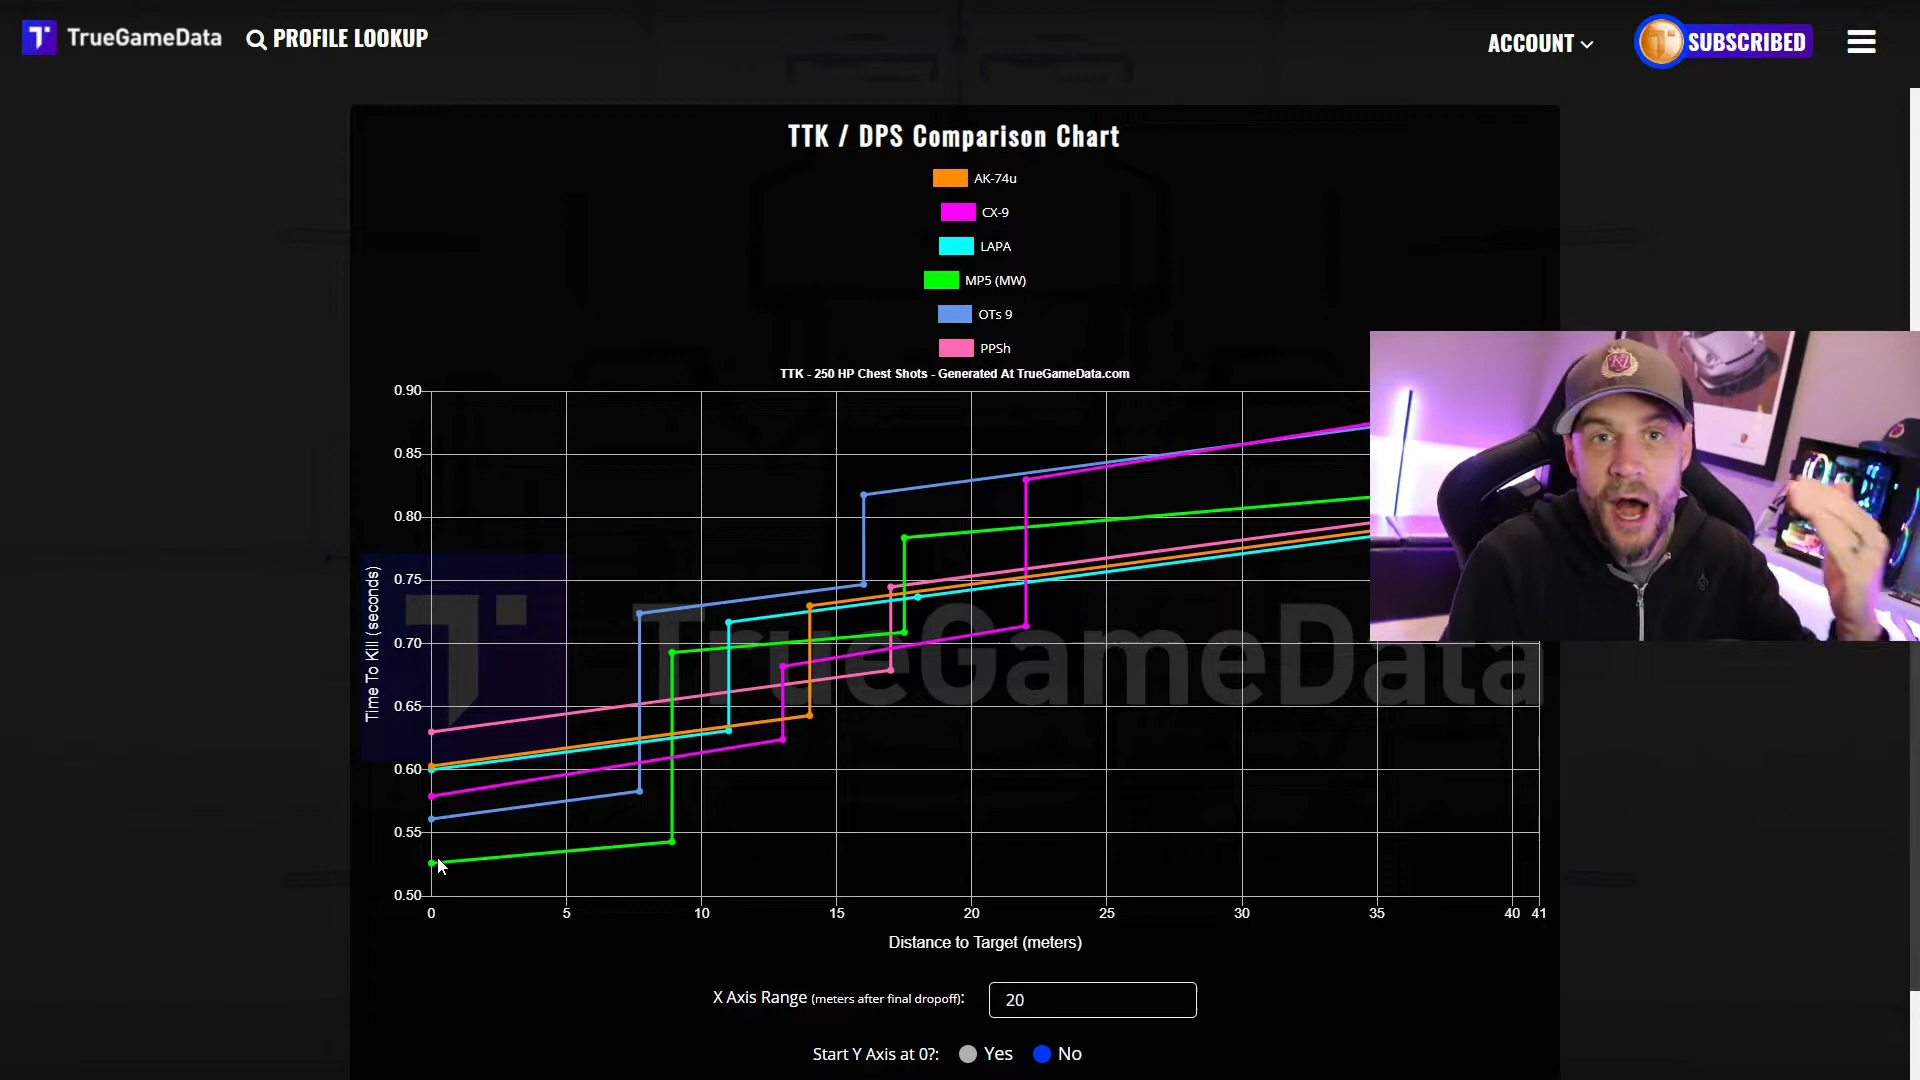 TrueGameData
PROFILE LOOKUP
ACCOUNT
SUBSCRIBED
TTK / DPS Comparison Chart
AK-74u
CX-9
LAPA
MP5 (MW)
OTs 9
PPSh
TTK - 250 HP Chest Shots - Generated At TrueGameData.com
0.90
0.85
0.80
0.75
0.70
0.65
0.60
0.55
0.50
Time To Kill (seconds)
TrueGameData
0 5 10 15 20 25 30 35 40 41
Distance to Target (meters)
X Axis Range (meters after final dropoff): 20
Start Y Axis at 0?: Yes No